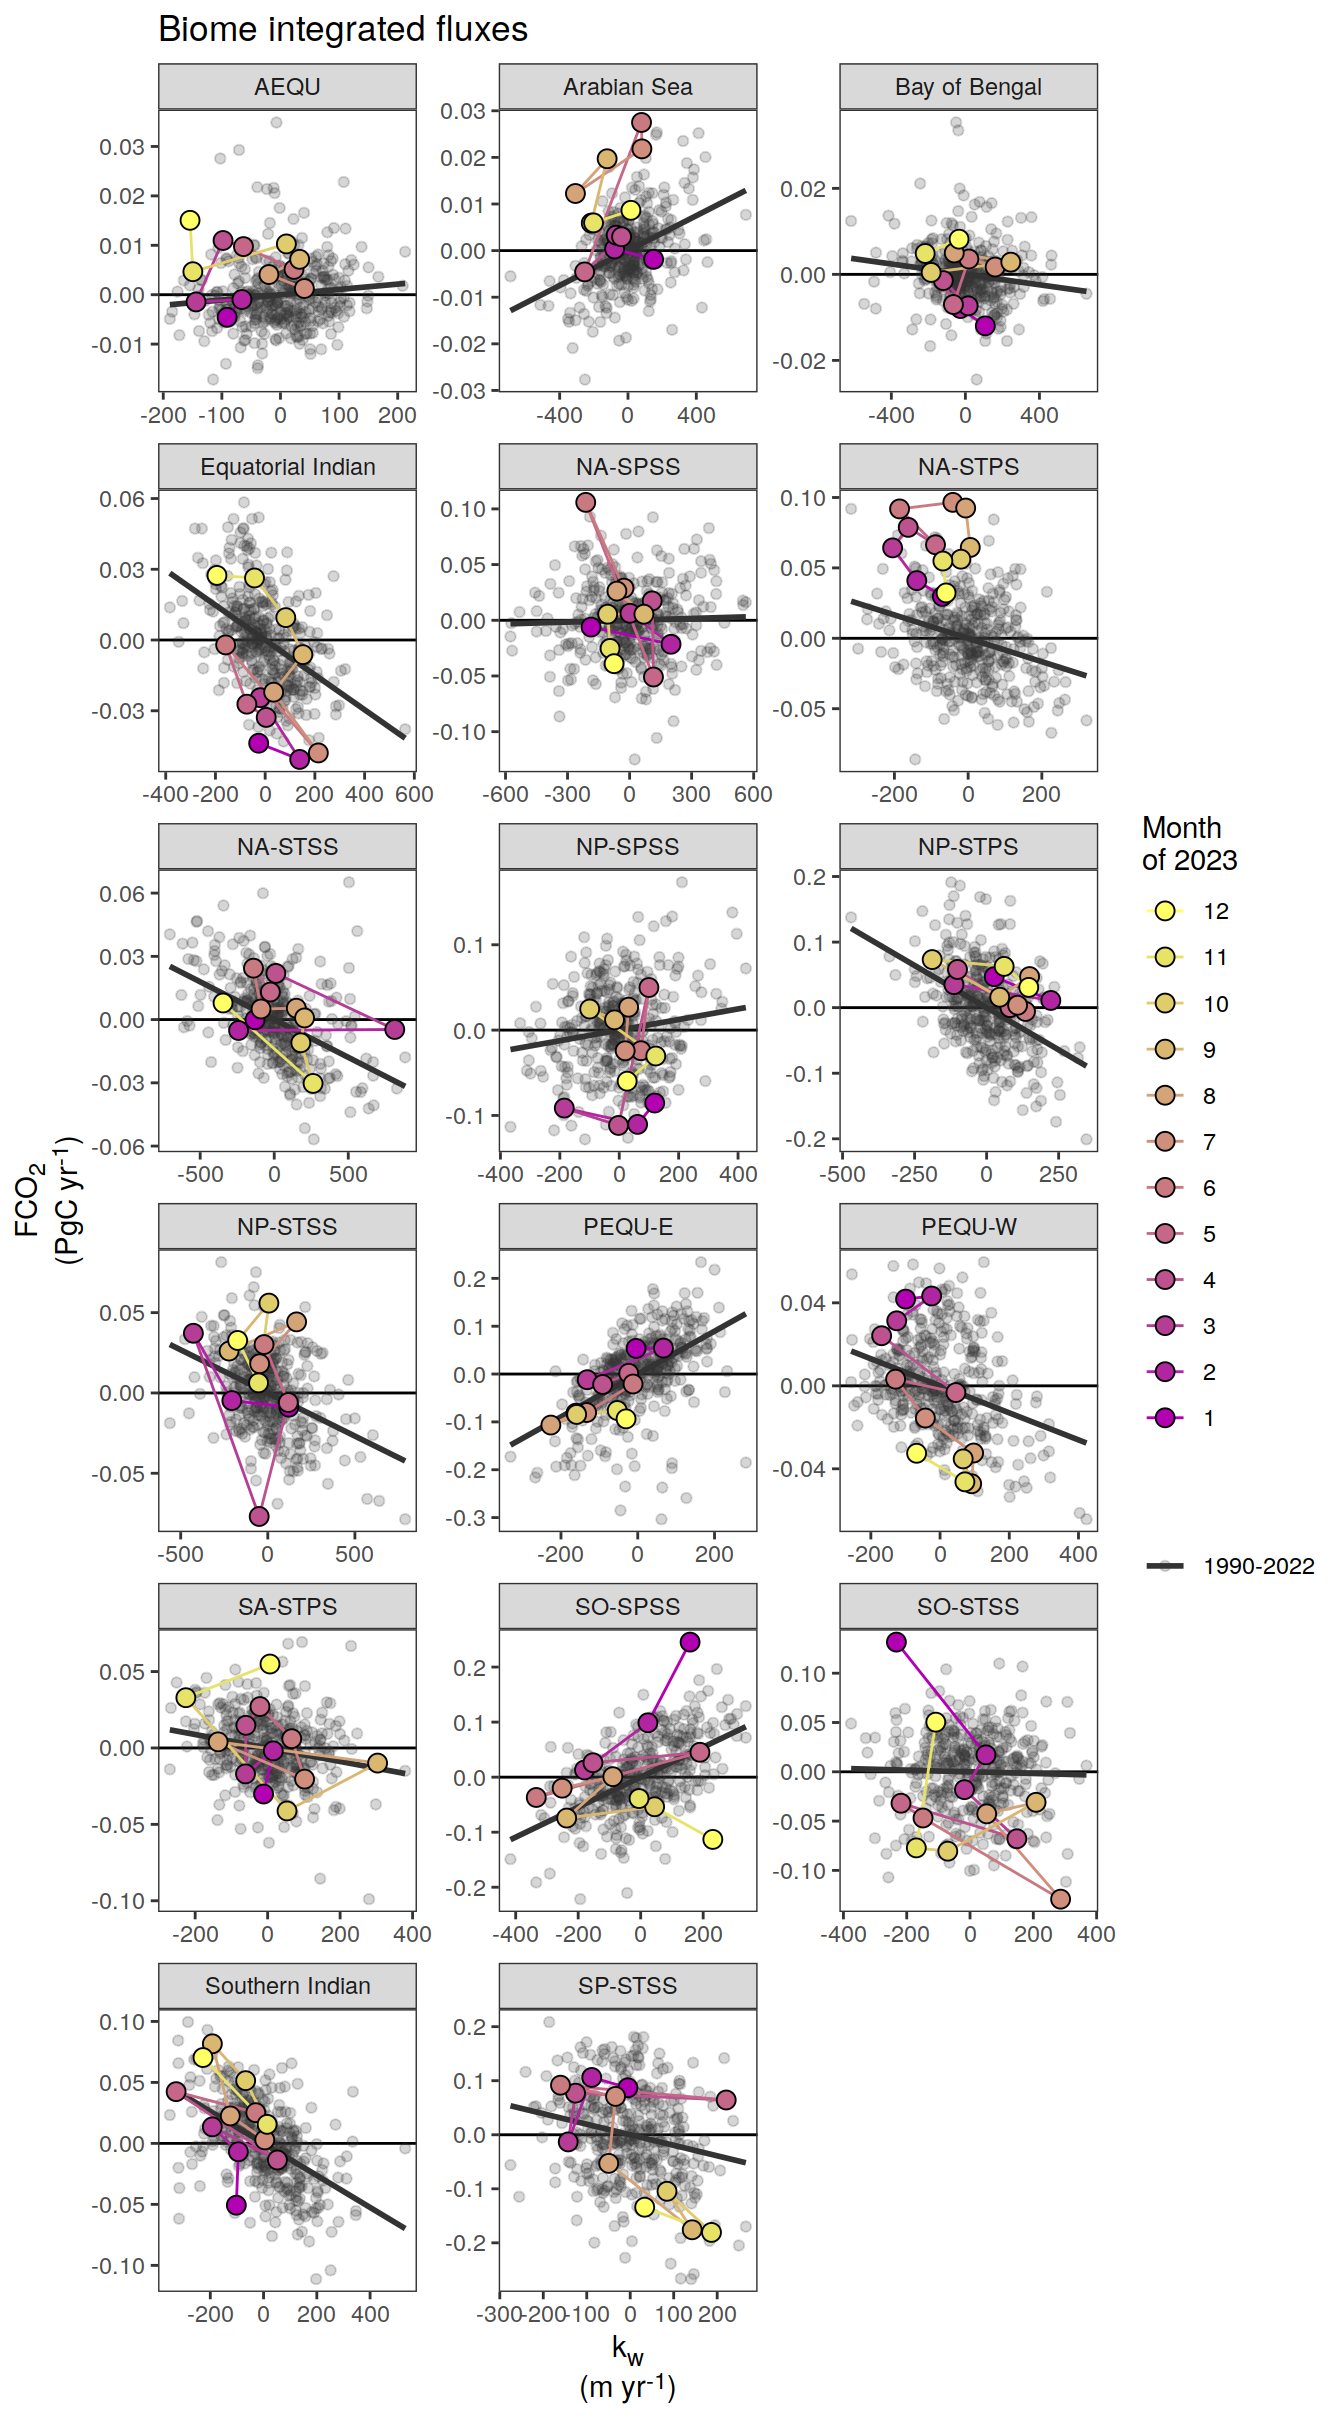 Biome integrated fluxes
AEQU
Arabian Sea
Bay of Bengal
0.03
0.02
0.01
0.00
-0.01
-200 -100 0 100 200
0.03
0.02
0.01
0.00
-0.01
-0.02
-0.03
-400 0 400
0.02
0.00
-0.02
-400 0 400
Equatorial Indian
NA-SPSS
NA-STPS
0.06
0.03
0.00
-0.03
-400 -200 0 200 400 600
0.10
0.05
0.00
-0.05
-0.10
-600 -300 0 300 600
0.10
0.05
0.00
-0.05
-200 0 200
NA-STSS
NP-SPSS
NP-STPS
0.06
0.03
0.00
-0.03
-0.06
-500 0 500
0.1
0.0
-0.1
-400 -200 0 200 400
0.2
0.1
0.0
-0.1
-0.2
-500 -250 0 250
NP-STSS
PEQU-E
PEQU-W
0.05
0.00
-0.05
-500 0 500
0.2
0.1
0.0
-0.1
-0.2
-0.3
-200 0 200
0.04
0.00
-0.04
-200 0 200 400
SA-STPS
SO-SPSS
SO-STSS
0.05
0.00
-0.05
-0.10
-200 0 200 400
0.2
0.1
0.0
-0.1
-0.2
-400 -200 0 200
0.10
0.05
0.00
-0.05
-0.10
-400 -200 0 200 400
Southern Indian
SP-STSS
0.10
0.05
0.00
-0.05
-0.10
-200 0 200 400
0.2
0.1
0.0
-0.1
-0.2
-300 -200 -100 0 100 200
FCO2
(PgC yr-1)
kw
(m yr-1)
Month
of 2023
12
11
10
9
8
7
6
5
4
3
2
1
1990-2022